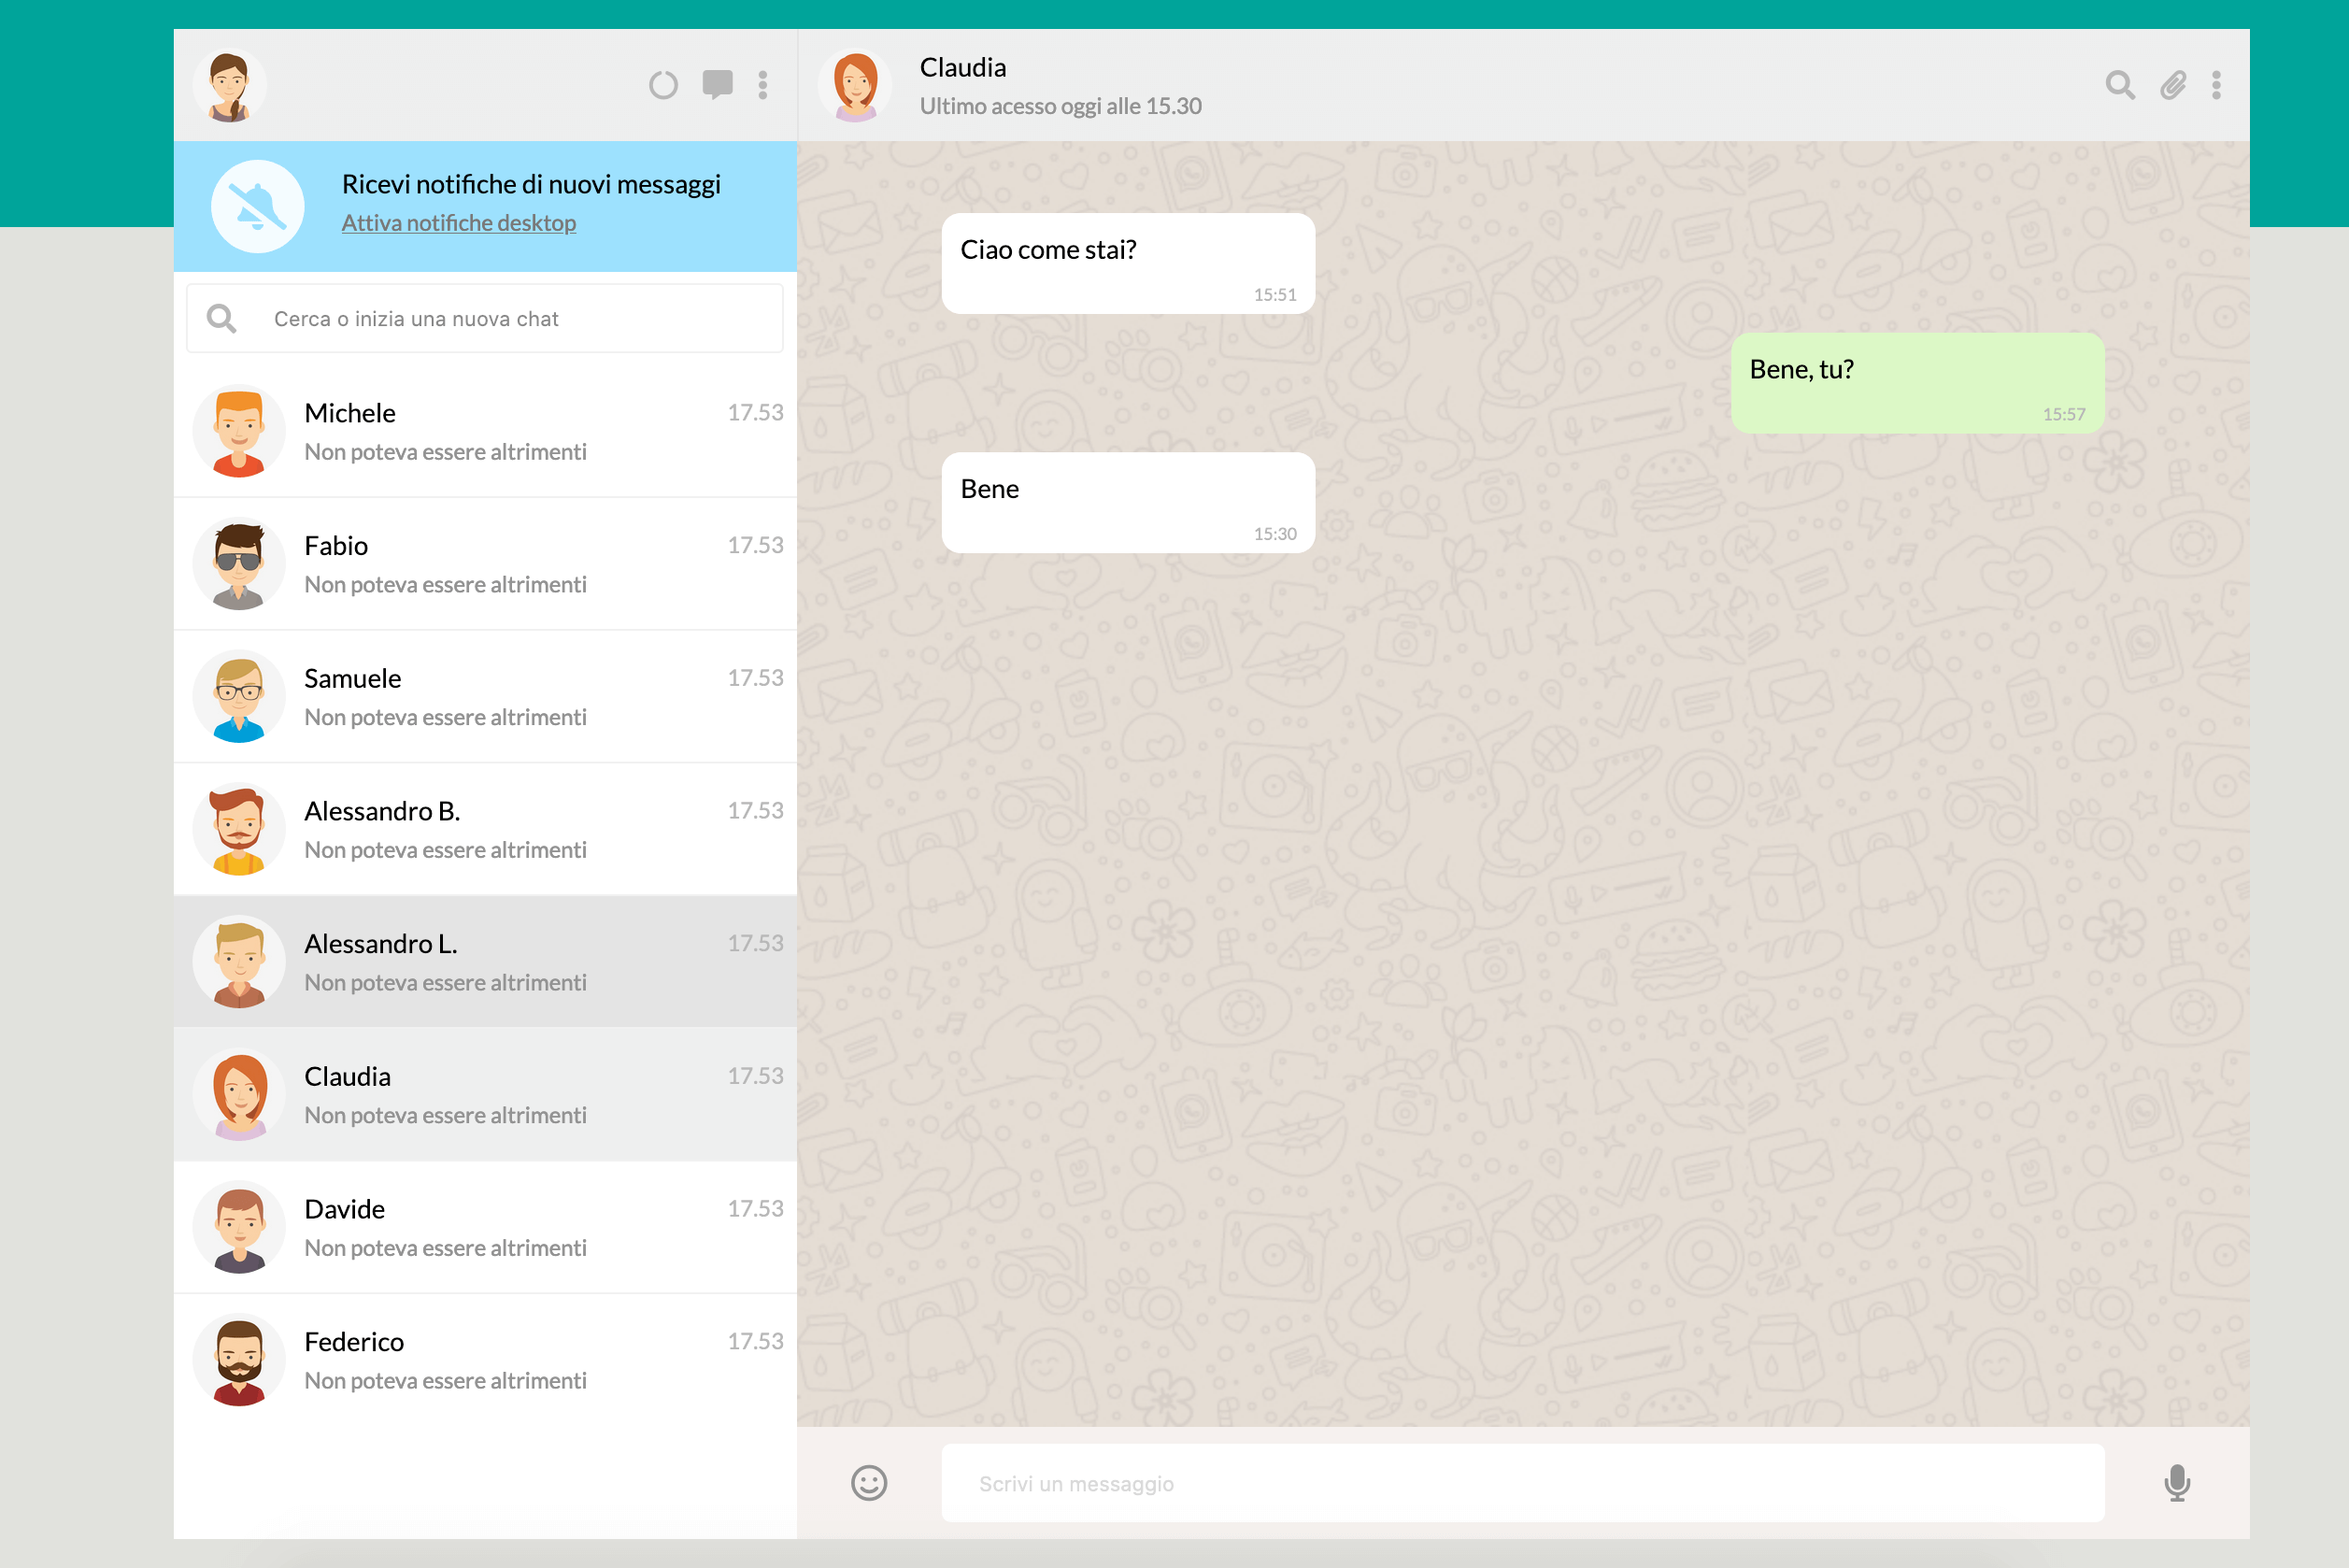 Claudia
Ultimo acesso oggi alle 15.30
Ricevi notifiche di nuovi messaggi
Attiva notifiche desktop
Cerca o inizia una nuova chat
Michele 17.53
Non poteva essere altrimenti
Fabio 17.53
Non poteva essere altrimenti
Samuele 17.53
Non poteva essere altrimenti
Alessandro B. 17.53
Non poteva essere altrimenti
Alessandro L. 17.53
Non poteva essere altrimenti
Claudia 17.53
Non poteva essere altrimenti
Davide 17.53
Non poteva essere altrimenti
Federico 17.53
Non poteva essere altrimenti
Ciao come stai?
15:51
Bene, tu?
15:57
Bene
15:30
Scrivi un messaggio